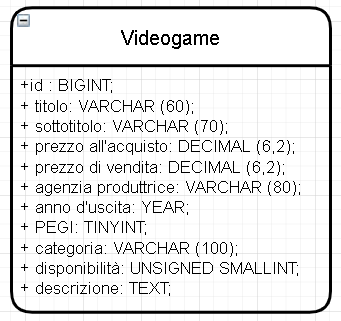 Videogame
+id : BIGINT;
+ titolo: VARCHAR (60);
+ sottotitolo: VARCHAR (70);
+ prezzo all'acquisto: DECIMAL (6,2);
+ prezzo di vendita: DECIMAL (6,2);
+ agenzia produttrice: VARCHAR (80);
+ anno d'uscita: YEAR;
+ PEGI: TINYINT;
+ categoria: VARCHAR (100);
+ disponibilità: UNSIGNED SMALLINT;
+ descrizione: TEXT;